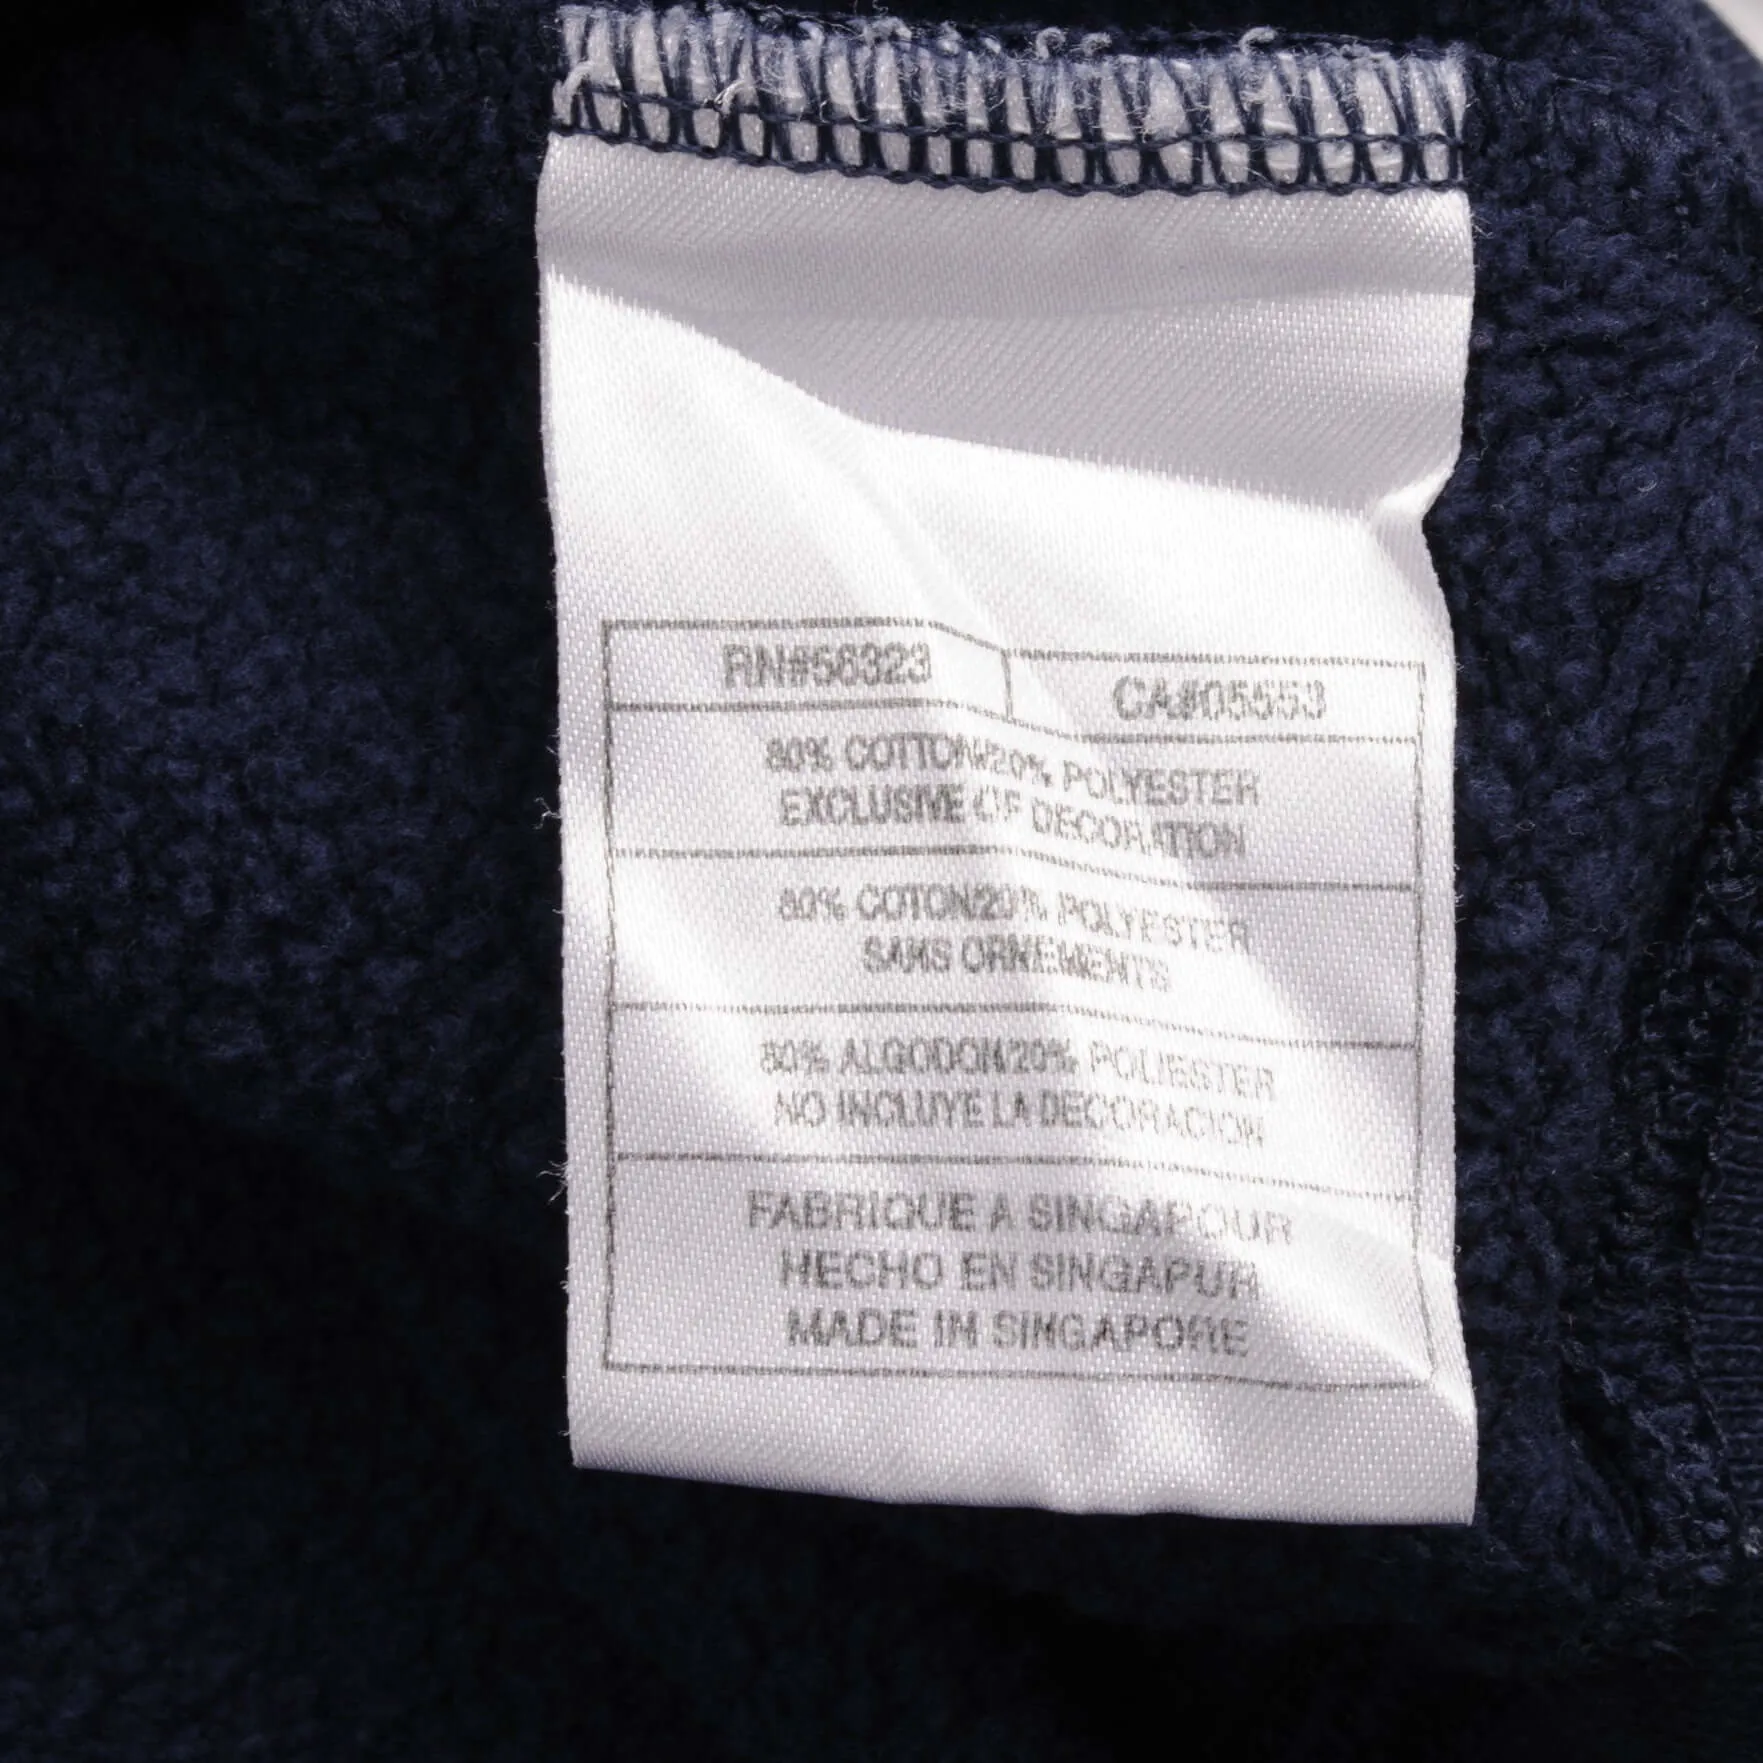 RN#56323 CA#05553
80% COTTON/20% POLYESTER
EXCLUSIVE OF DECORATION
80% COTON/20% POLYESTER
SANS ORNEMENTS
80% ALGODON/20% POLIESTER
NO INCLUYE LA DECORACION
FABRIQUE A SINGAPOUR
HECHO EN SINGAPUR
MADE IN SINGAPORE